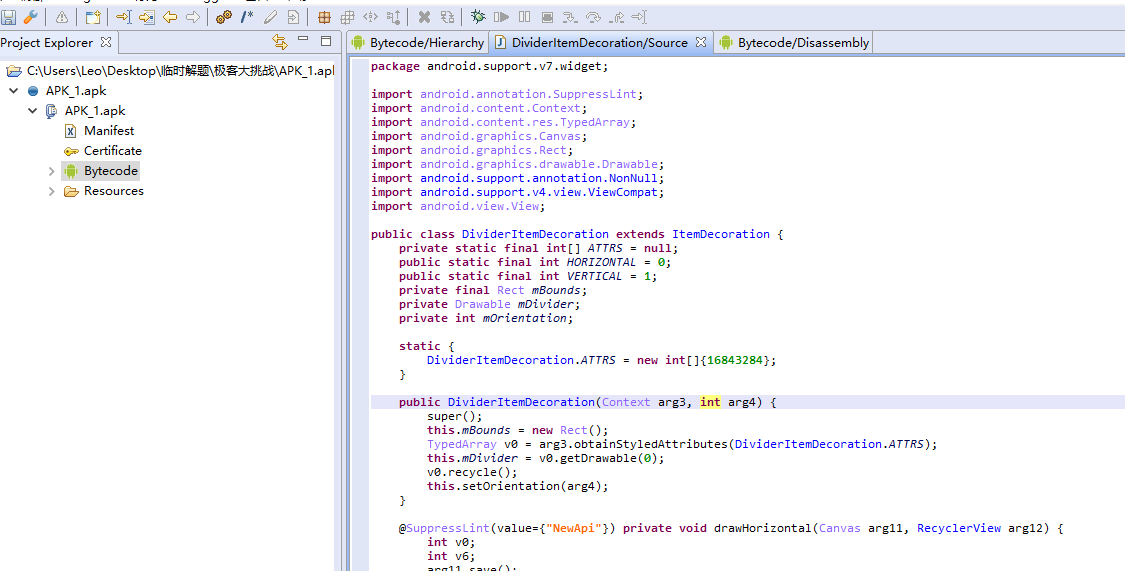 Project Explorer
C:\Users\Leo\Desktop\临时解题\极客大挑战\APK_1.apl
APK_1.apk
APK_1.apk
Manifest
Certificate
Bytecode
Resources
Bytecode/Hierarchy
DividerItemDecoration/Source
Bytecode/Disassembly
package android.support.v7.widget;
import android.annotation.SuppressLint;
import android.content.Context;
import android.content.res.TypedArray;
import android.graphics.Canvas;
import android.graphics.Rect;
import android.graphics.drawable.Drawable;
import android.support.annotation.NonNull;
import android.support.v4.view.ViewCompat;
import android.view.View;
public class DividerItemDecoration extends ItemDecoration {
private static final int[] ATTRS = null;
public static final int HORIZONTAL = 0;
public static final int VERTICAL = 1;
private final Rect mBounds;
private Drawable mDivider;
private int mOrientation;
static {
DividerItemDecoration.ATTRS = new int[]{16843284};
}
public DividerItemDecoration(Context arg3, int arg4) {
super();
this.mBounds = new Rect();
TypedArray v0 = arg3.obtainStyledAttributes(DividerItemDecoration.ATTRS);
this.mDivider = v0.getDrawable(0);
v0.recycle();
this.setOrientation(arg4);
}
@SuppressLint(value={"NewApi"}) private void drawHorizontal(Canvas arg11, RecyclerView arg12) {
int v0;
int v6;
arg11.save();